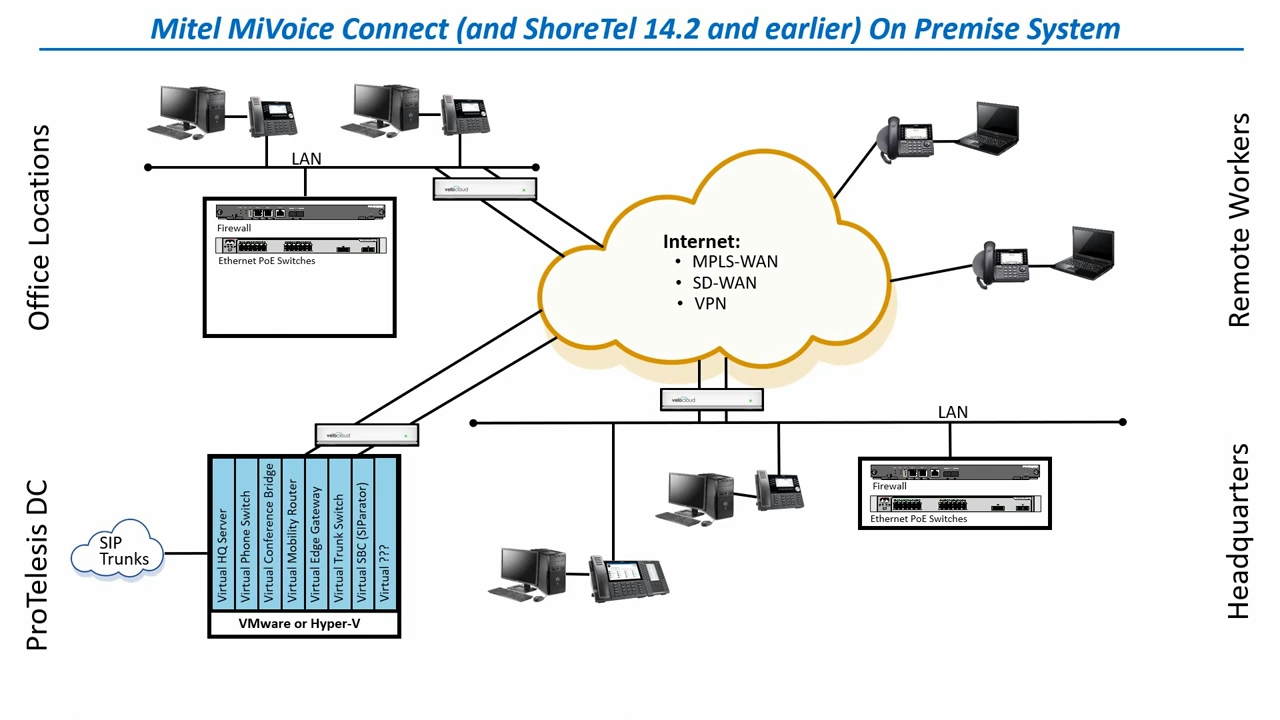 Mitel MiVoice Connect (and ShoreTel 14.2 and earlier) On Premise System
Office Locations
LAN
velocloud
Firewall
Ethernet PoE Switches
Internet:
• MPLS-WAN
• SD-WAN
• VPN
Remote Workers
velocloud
LAN
velocloud
ProTelesis DC
SIP
Trunks
Virtual HQ Server
Virtual Phone Switch
Virtual Conference Bridge
Virtual Mobility Router
Virtual Edge Gateway
Virtual Trunk Switch
Virtual SBC (SIParator)
Virtual ???
VMware or Hyper-V
Firewall
Ethernet PoE Switches
Headquarters